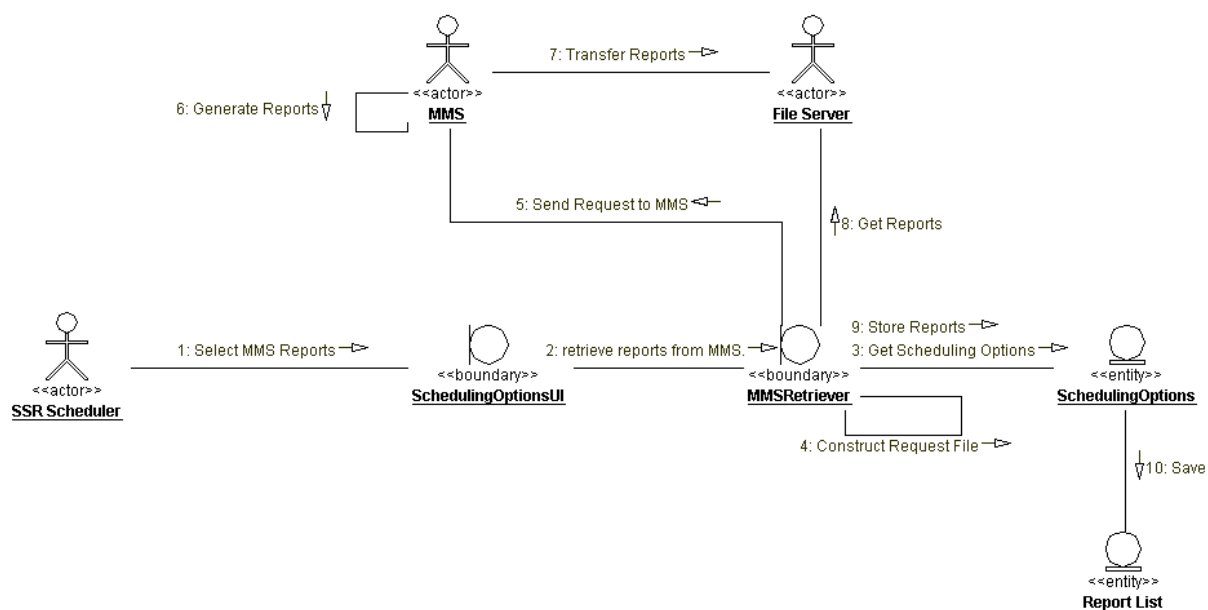 7: Transfer Reports
<<actor>>
MMS
<<actor>>
File Server
6: Generate Reports
5: Send Request to MMS
8: Get Reports
1: Select MMS Reports
2: retrieve reports from MMS.
9: Store Reports
3: Get Scheduling Options
<<actor>>
SSR Scheduler
<<boundary>>
SchedulingOptionsUI
<<boundary>>
MMSRetriever
<<entity>>
SchedulingOptions
4: Construct Request File
10: Save
<<entity>>
Report List